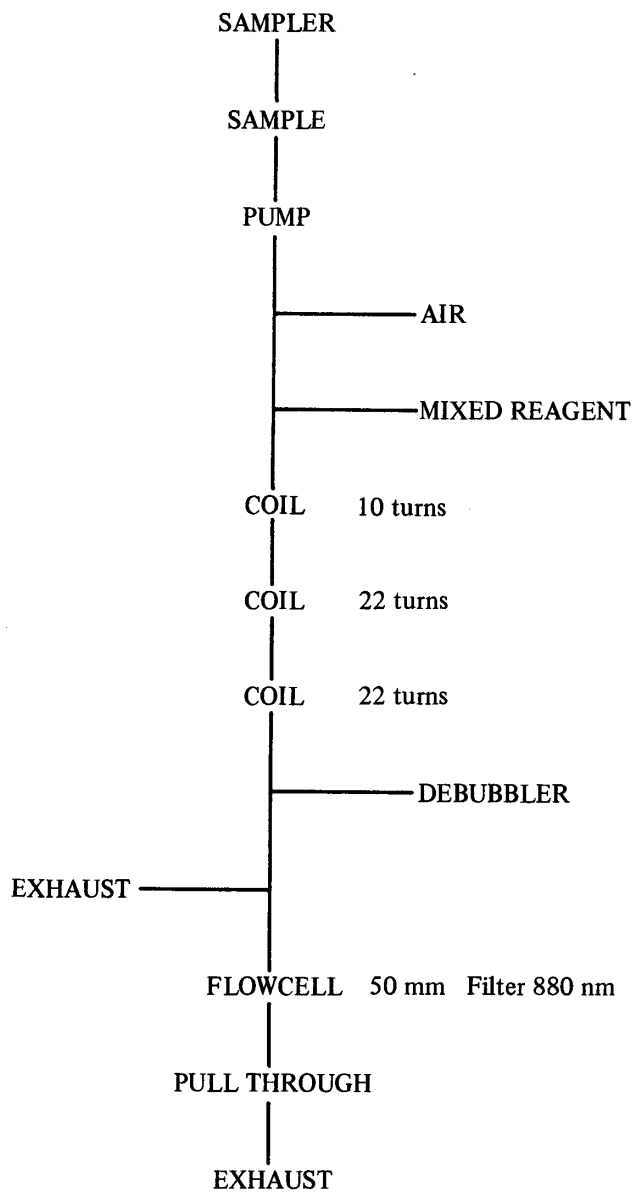 SAMPLER
SAMPLE
PUMP
AIR
MIXED REAGENT
COIL 10 turns
COIL 22 turns
COIL 22 turns
DEBUBBLER
EXHAUST
FLOWCELL 50 mm Filter 880 nm
PULL THROUGH
EXHAUST